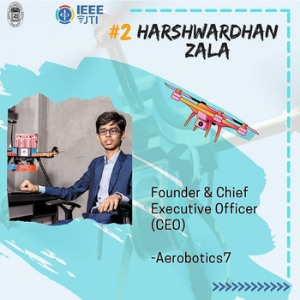 IEEE
VJTI
#2 HARSHWARDHAN
ZALA
Founder & Chief
Executive Officer
(CEO)
-Aerobotics7